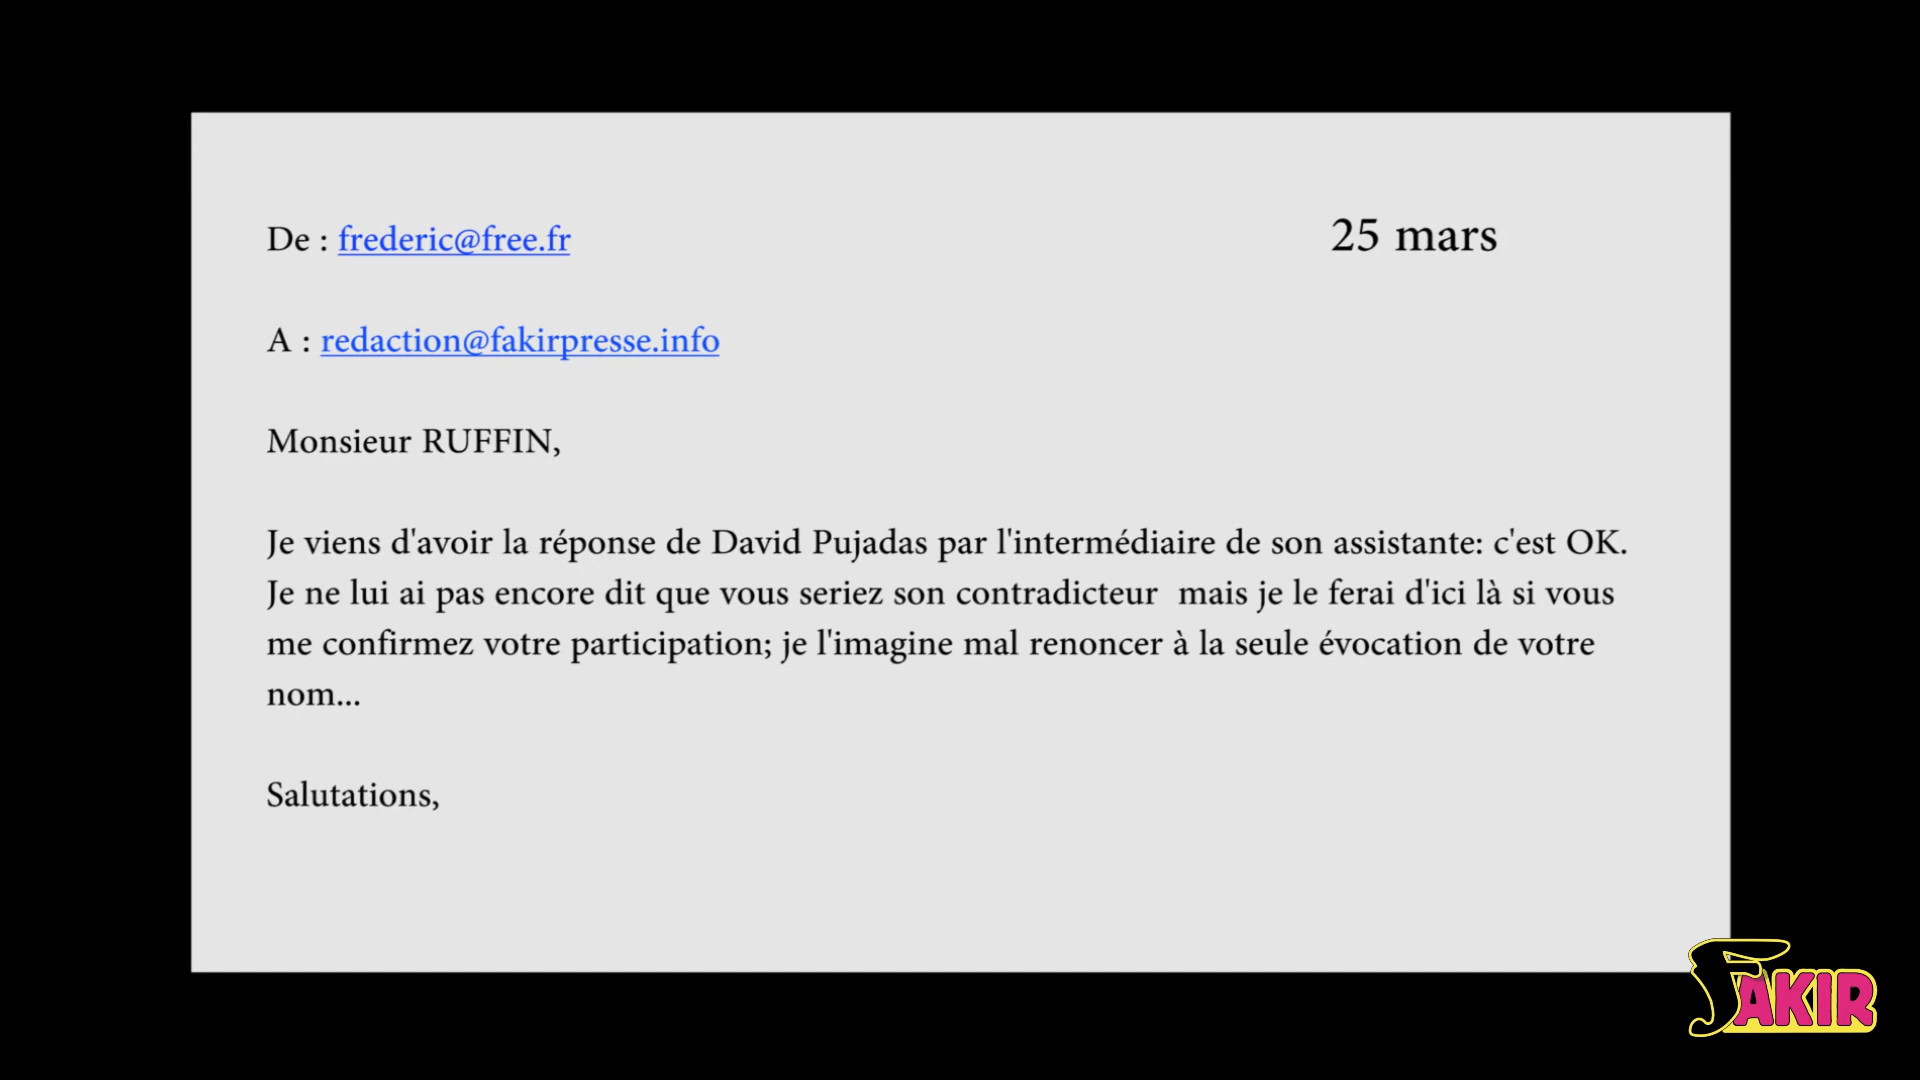 De : frederic@free.fr
25 mars
A : redaction@fakirpresse.info
Monsieur RUFFIN,
Je viens d'avoir la réponse de David Pujadas par l'intermédiaire de son assistante: c'est OK.
Je ne lui ai pas encore dit que vous seriez son contradicteur  mais je le ferai d'ici là si vous
me confirmez votre participation; je l'imagine mal renoncer à la seule évocation de votre
nom...
Salutations,
FAKIR